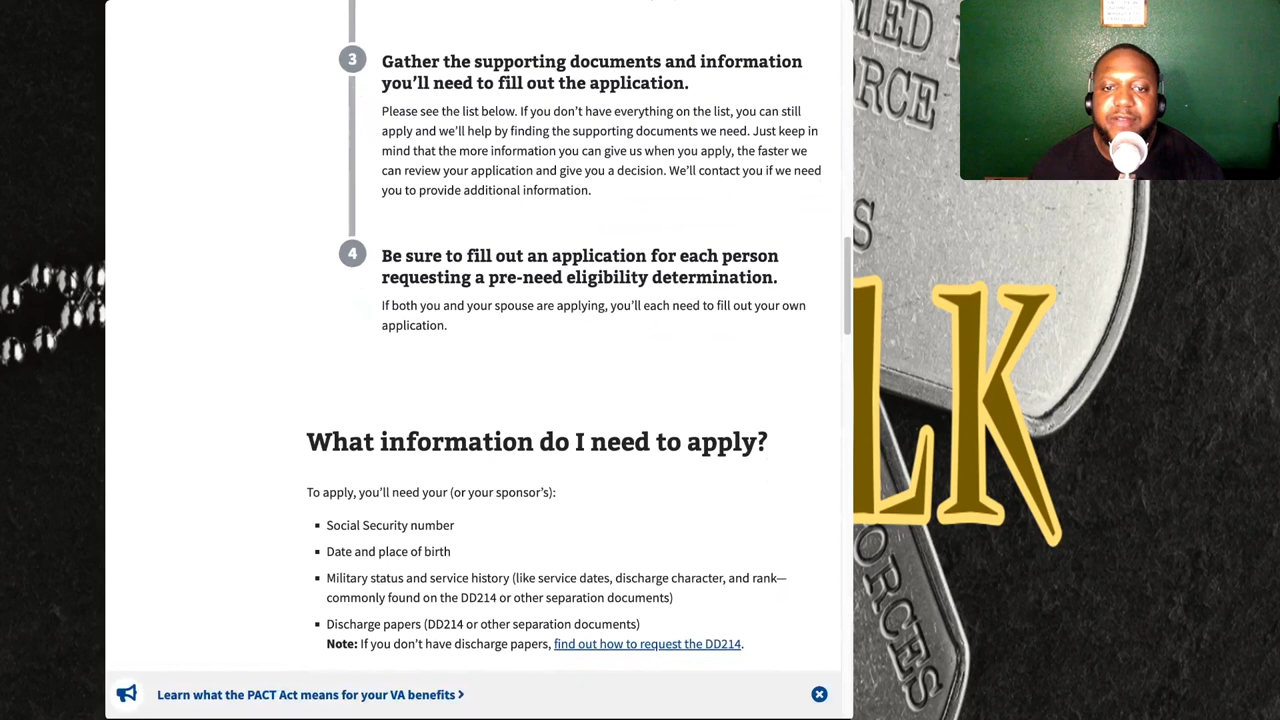 3
Gather the supporting documents and information
you’ll need to fill out the application.
Please see the list below. If you don’t have everything on the list, you can still
apply and we’ll help by finding the supporting documents we need. Just keep in
mind that the more information you can give us when you apply, the faster we
can review your application and give you a decision. We’ll contact you if we need
you to provide additional information.
4
Be sure to fill out an application for each person
requesting a pre-need eligibility determination.
If both you and your spouse are applying, you’ll each need to fill out your own
application.
What information do I need to apply?
To apply, you’ll need your (or your sponsor’s):
Social Security number
Date and place of birth
Military status and service history (like service dates, discharge character, and rank—
commonly found on the DD214 or other separation documents)
Discharge papers (DD214 or other separation documents)
Note: If you don’t have discharge papers, find out how to request the DD214.
Learn what the PACT Act means for your VA benefits
MED
RCE
S
LK
ORCES